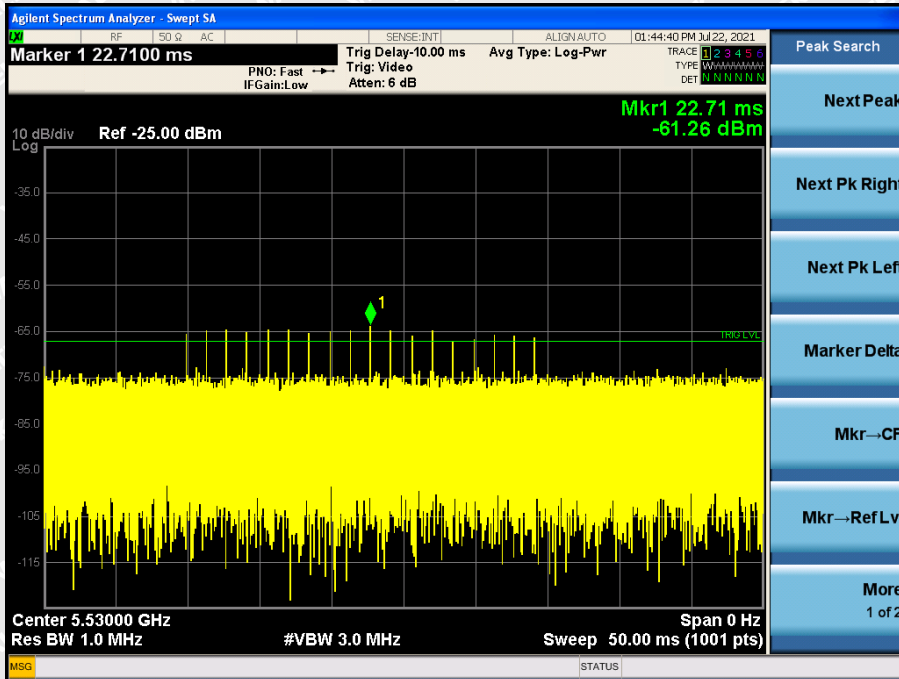 Agilent Spectrum Analyzer - Swept SA
LXI RF 50 Ω AC SENSE:INT ALIGN AUTO 01:44:40 PM Jul 22, 2021
Marker 1 22.7100 ms
PNO: Fast
IFGain:Low
Trig Delay-10.00 ms
Trig: Video
Atten: 6 dB
Avg Type: Log-Pwr
TRACE 1 2 3 4 5 6
TYPE
DET N N N N N N
Mkr1 22.71 ms
-61.26 dBm
10 dB/div Ref -25.00 dBm
Log
-35.0
-45.0
-55.0
1
-65.0
TRIG LVL
-75.0
-85.0
-95.0
-105
-115
Center 5.53000 GHz Span 0 Hz
Res BW 1.0 MHz #VBW 3.0 MHz Sweep 50.00 ms (1001 pts)
MSG STATUS
Peak Search
Next Peak
Next Pk Right
Next Pk Left
Marker Delta
Mkr→CF
Mkr→Ref Lv
More
1 of 2